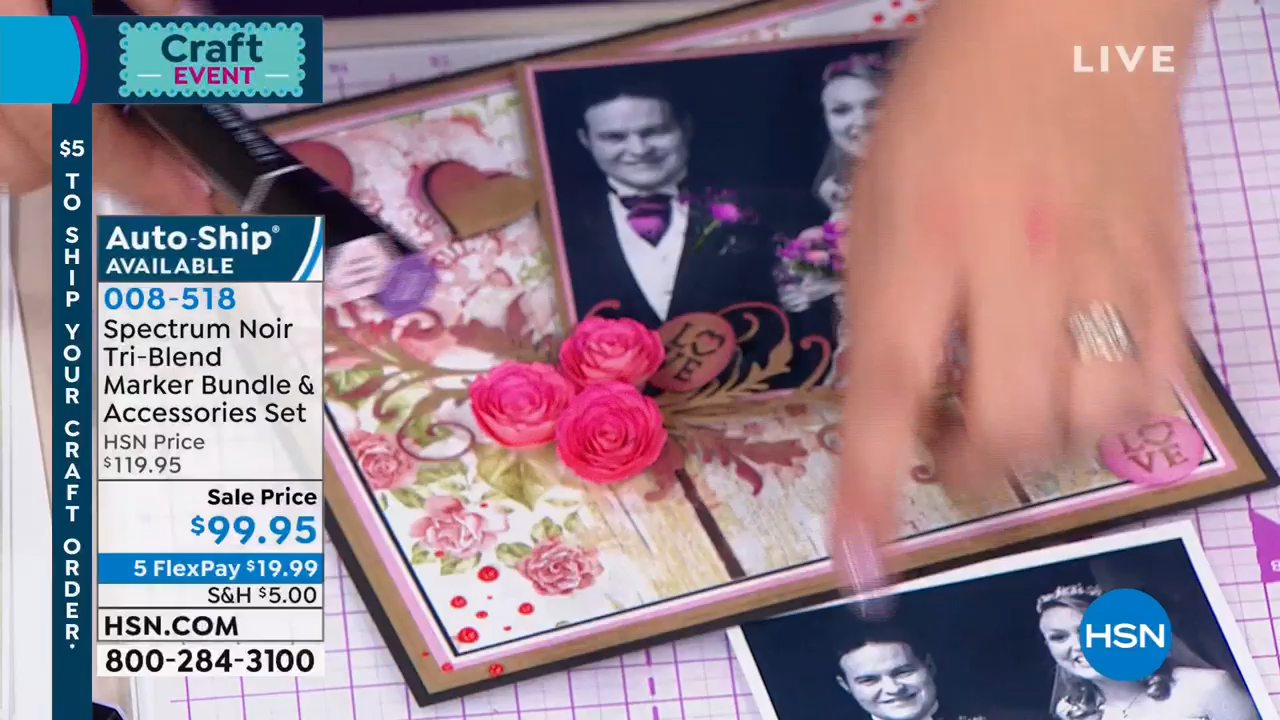 Craft
EVENT
LIVE
$5 TO SHIP YOUR CRAFT ORDER.
Auto-Ship®
AVAILABLE
008-518
Spectrum Noir
Tri-Blend
Marker Bundle &
Accessories Set
HSN Price
$119.95
Sale Price
$99.95
5 FlexPay $19.99
S&H $5.00
HSN.COM
800-284-3100
LOVE
LOVE
HSN